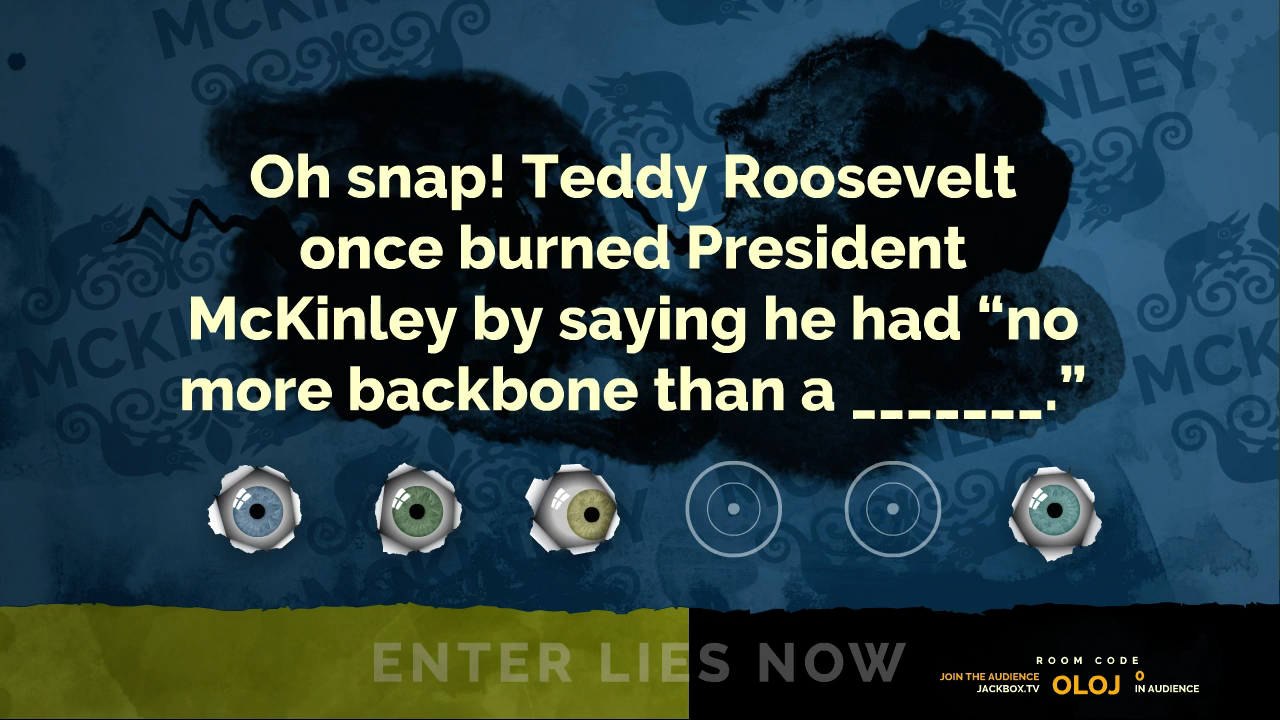 Oh snap! Teddy Roosevelt
once burned President
McKinley by saying he had “no
more backbone than a _______.”
ENTER LIES NOW
ROOM CODE
JOIN THE AUDIENCE
JACKBOX.TV
OLOJ
0
IN AUDIENCE
MCKINLEY